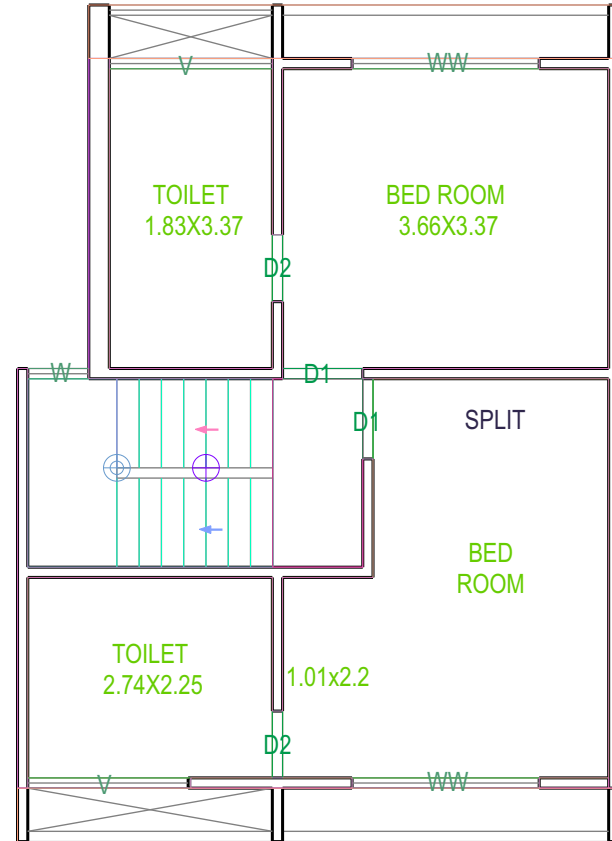 V
WW
TOILET
1.83X3.37
BED ROOM
3.66X3.37
D2
W
D1
D1
SPLIT
BED
ROOM
TOILET
2.74X2.25
1.01x2.2
D2
V
WW